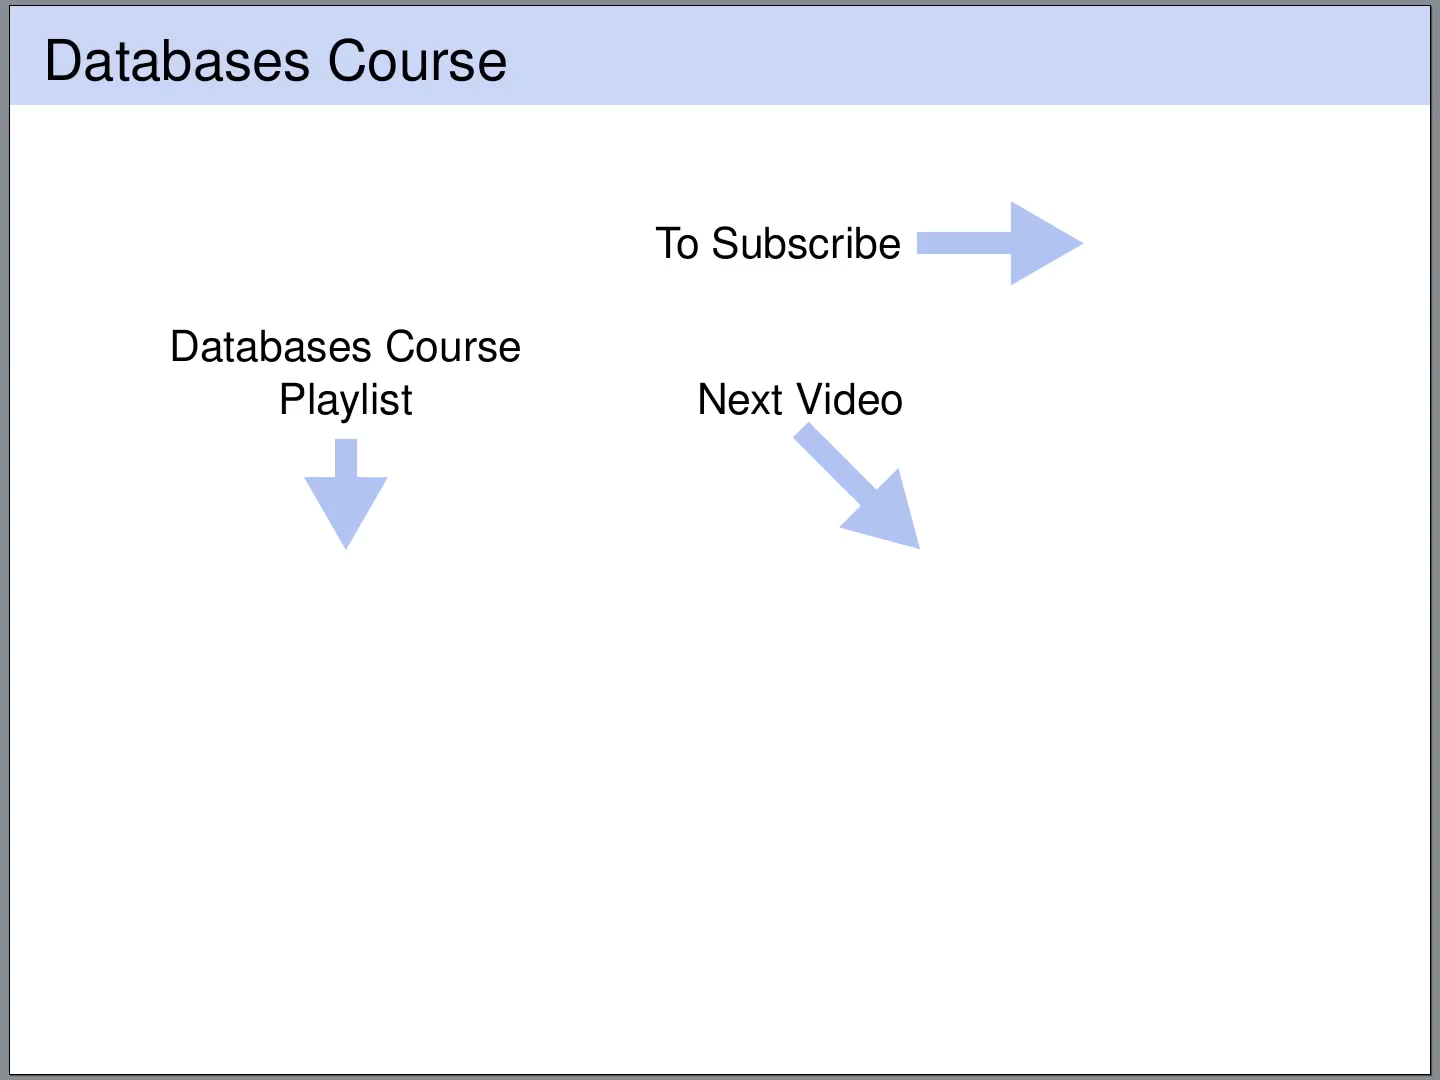 Databases Course
To Subscribe
Databases Course
Playlist
Next Video